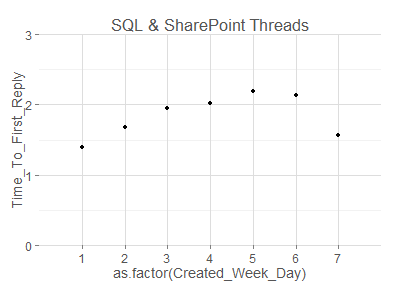 SQL & SharePoint Threads
3
2
1
0
Time_To_First_Reply
1 2 3 4 5 6 7
as.factor(Created_Week_Day)